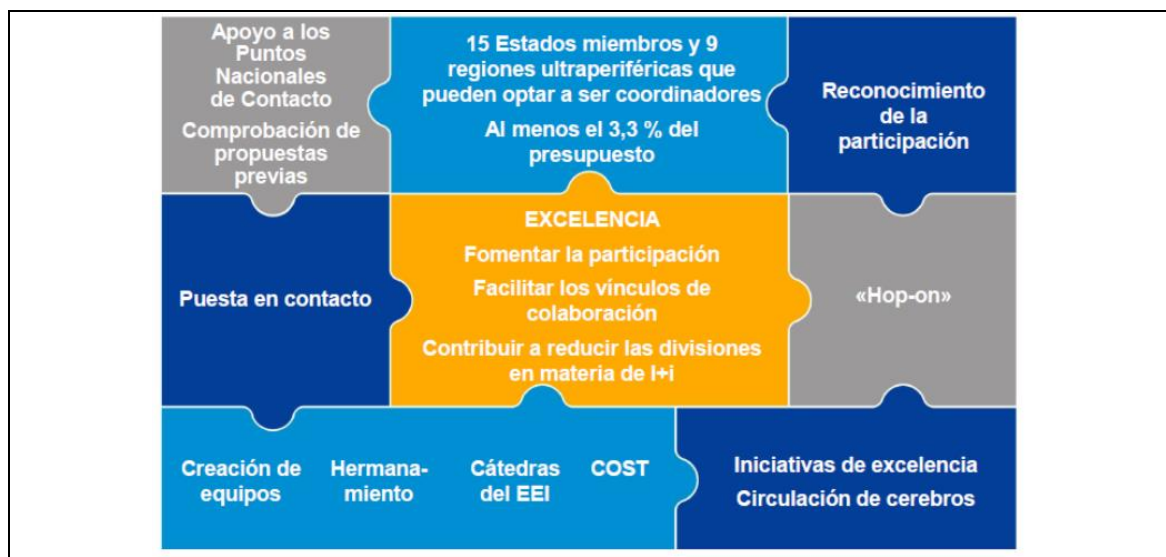 Apoyo a los
Puntos
Nacionales
de Contacto
Comprobación de
propuestas
previas
15 Estados miembros y 9
regiones ultraperiféricas que
pueden optar a ser coordinadores
Al menos el 3,3 % del
presupuesto
Reconocimiento
de la
participación
Puesta en contacto
EXCELENCIA
Fomentar la participación
Facilitar los vínculos de
colaboración
Contribuir a reducir las divisiones
en materia de I+i
«Hop-on»
Creación de
equipos
Hermana-
miento
Cátedras
del EEI
COST
Iniciativas de excelencia
Circulación de cerebros